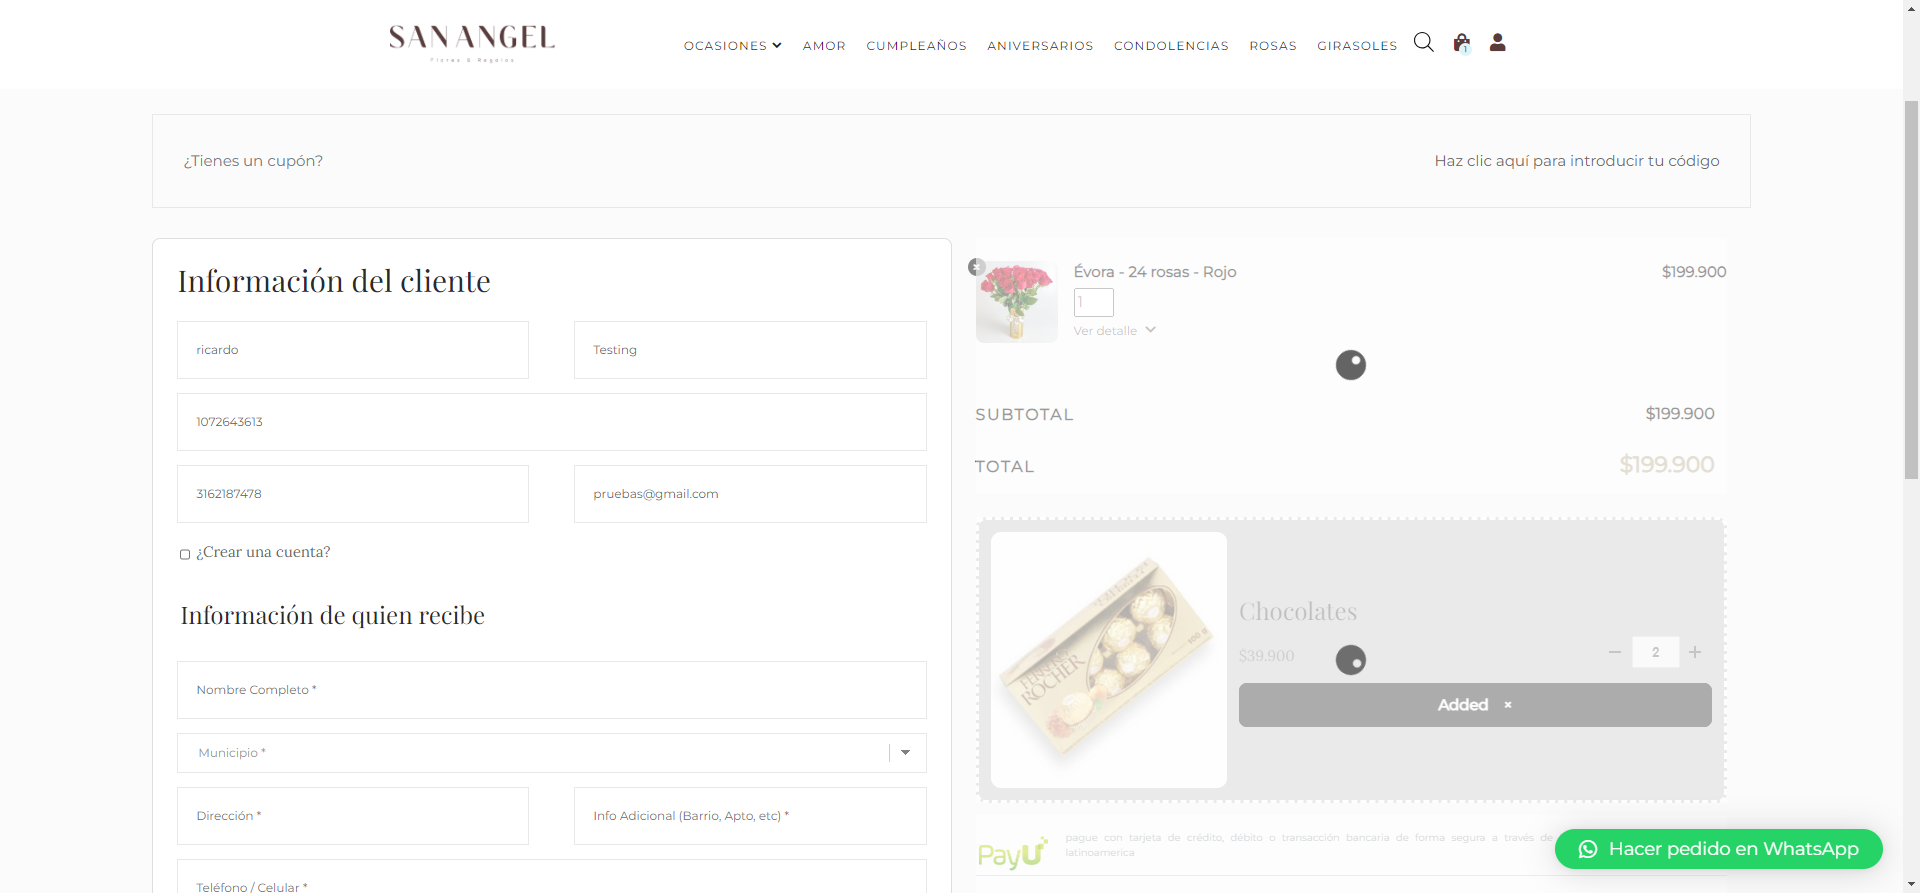 SAN ANGEL
Flores & Regalos
OCASIONES
AMOR
CUMPLEAÑOS
ANIVERSARIOS
CONDOLENCIAS
ROSAS
GIRASOLES
1
¿Tienes un cupón?
Haz clic aquí para introducir tu código
Información del cliente
ricardo
Testing
1072643613
3162187478
pruebas@gmail.com
¿Crear una cuenta?
Información de quien recibe
Nombre Completo *
Municipio *
Dirección *
Info Adicional (Barrio, Apto, etc) *
Teléfono / Celular *
Évora - 24 rosas - Rojo
$199.900
1
Ver detalle
SUBTOTAL
$199.900
TOTAL
$199.900
FERRERO
ROCHER
100 g
Chocolates
$39.900
2
Added ×
PayU
pague con tarjeta de crédito, débito o transacción bancaria de forma segura a través de
latinoamerica
Hacer pedido en WhatsApp